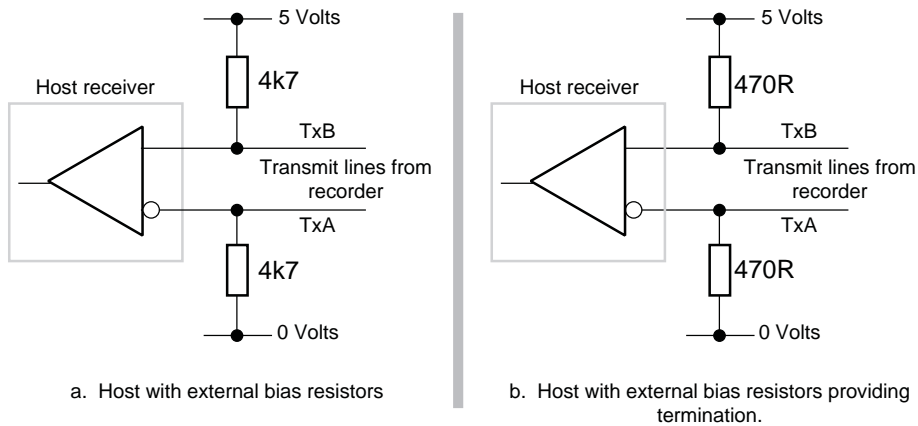 5 Volts
4k7
Host receiver
TxB
Transmit lines from
recorder
TxA
4k7
0 Volts
a. Host with external bias resistors
5 Volts
470R
Host receiver
TxB
Transmit lines from
recorder
TxA
470R
0 Volts
b. Host with external bias resistors providing
termination.